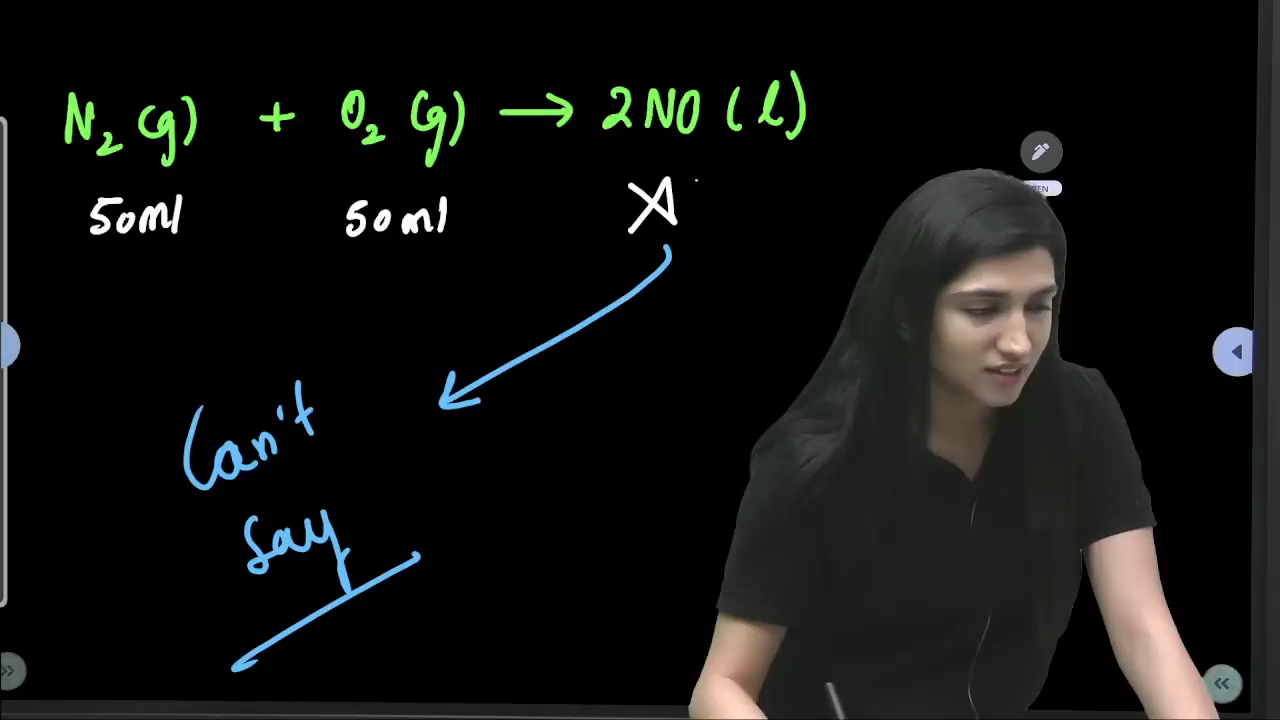 N₂ (g) + O₂ (g) → 2NO (l)
50ml 50ml X
Can't
Say